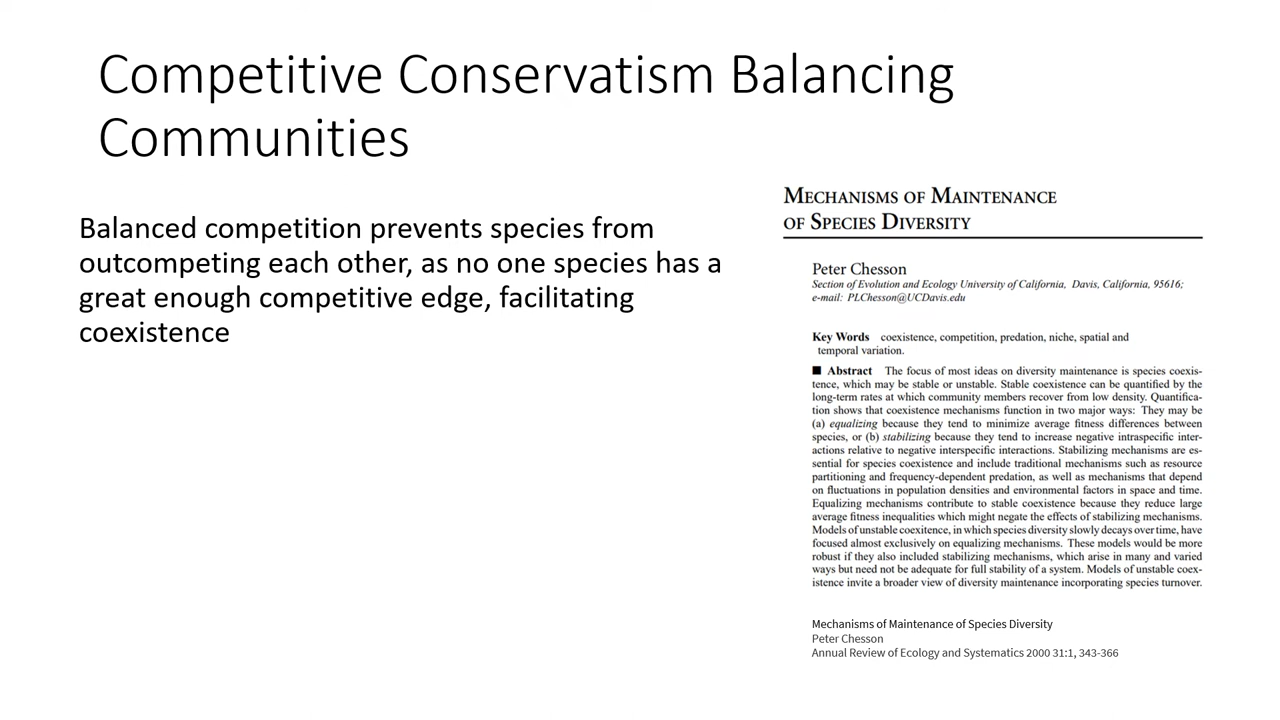 Competitive Conservatism Balancing
Communities
Balanced competition prevents species from
outcompeting each other, as no one species has a
great enough competitive edge, facilitating
coexistence
MECHANISMS OF MAINTENANCE
OF SPECIES DIVERSITY
Peter Chesson
Section of Evolution and Ecology University of California, Davis, California, 95616;
e-mail: PLChesson@UCDavis.edu
Key Words coexistence, competition, predation, niche, spatial and
temporal variation.
■ Abstract The focus of most ideas on diversity maintenance is species coexis-
tence, which may be stable or unstable. Stable coexistence can be quantified by the
long-term rates at which community members recover from low density. Quantifica-
tion shows that coexistence mechanisms function in two major ways: They may be
(a) equalizing because they tend to minimize average fitness differences between
species, or (b) stabilizing because they tend to increase negative intraspecific inter-
actions relative to negative interspecific interactions. Stabilizing mechanisms are es-
sential for species coexistence and include traditional mechanisms such as resource
partitioning and frequency-dependent predation, as well as mechanisms that depend
on fluctuations in population densities and environmental factors in space and time.
Equalizing mechanisms contribute to stable coexistence because they reduce large
average fitness inequalities which might negate the effects of stabilizing mechanisms.
Models of unstable coexitence, in which species diversity slowly decays over time, have
focused almost exclusively on equalizing mechanisms. These models would be more
robust if they also included stabilizing mechanisms, which arise in many and varied
ways but need not be adequate for full stability of a system. Models of unstable coex-
istence invite a broader view of diversity maintenance incorporating species turnover.
Mechanisms of Maintenance of Species Diversity
Peter Chesson
Annual Review of Ecology and Systematics 2000 31:1, 343-366